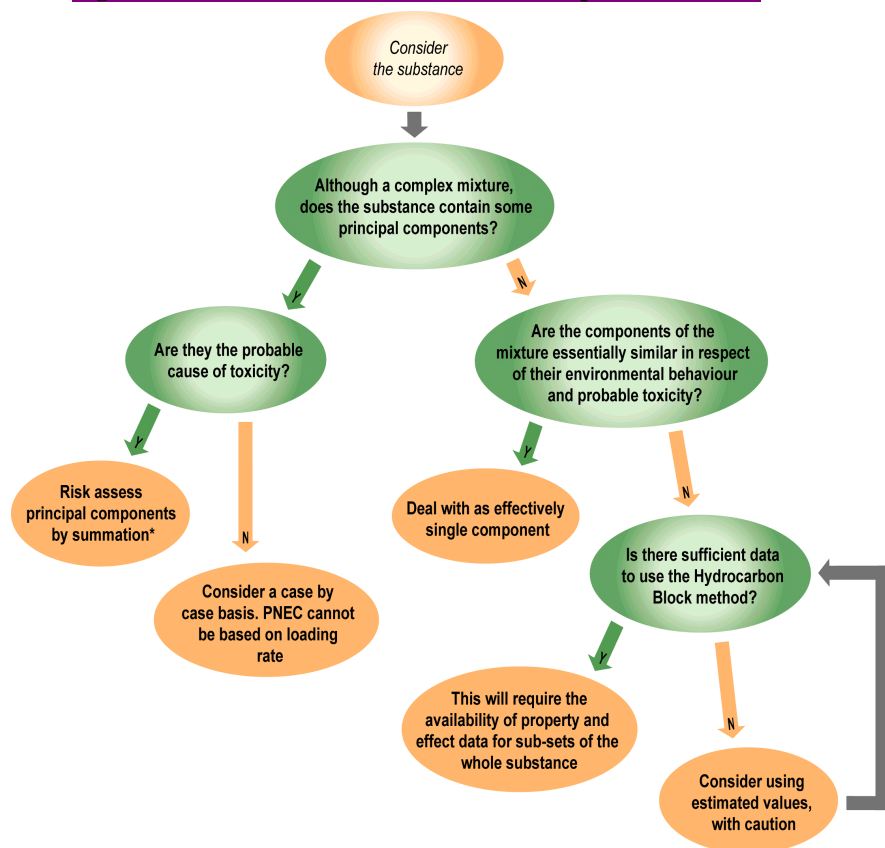 Consider
the substance
Although a complex mixture,
does the substance contain some
principal components?
Y
N
Are they the probable
cause of toxicity?
Are the components of the
mixture essentially similar in respect
of their environmental behaviour
and probable toxicity?
Y
N
Y
N
Risk assess
principal components
by summation*
Deal with as effectively
single component
Consider a case by
case basis. PNEC cannot
be based on loading
rate
Is there sufficient data
to use the Hydrocarbon
Block method?
Y
N
This will require the
availability of property and
effect data for sub-sets of the
whole substance
Consider using
estimated values,
with caution